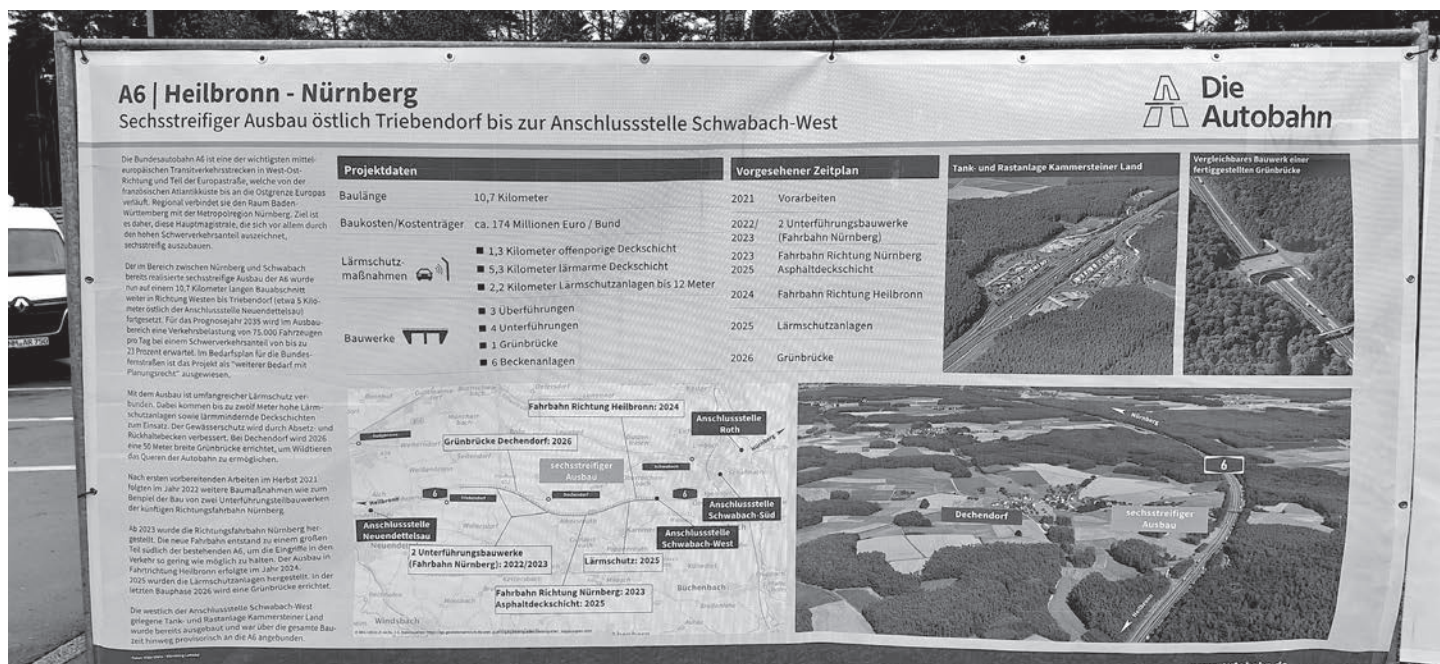 A6 | Heilbronn - Nürnberg
Sechsstreifiger Ausbau östlich Triebendorf bis zur Anschlussstelle Schwabach-West
Die
Autobahn
Die Bundesautobahn A6 ist eine der wichtigsten mittel-
europäischen Transitverkehrsstrecken in West-Ost-
Richtung und Teil der Europastraße, welche von der
französischen Atlantikküste bis an die Ostgrenze Europas
verläuft. Regional verbindet sie den Raum Baden-
Württemberg mit der Metropolregion Nürnberg. Ziel ist
es daher, diese Hauptmagistrale, die sich vor allem durch
den hohen Schwerverkehrsanteil auszeichnet,
sechsstreifig auszubauen.
Der im Bereich zwischen Nürnberg und Schwabach
bereits realisierte sechsstreifige Ausbau der A6 wurde
nun auf einem 10,7 Kilometer langen Bauabschnitt
weiter in Richtung Westen bis Triebendorf (etwa 5 Kilo-
meter östlich der Anschlussstelle Neuendettelsau)
fortgesetzt. Für das Prognosejahr 2035 wird im Ausbau-
bereich eine Verkehrsbelastung von 75.000 Fahrzeugen
pro Tag bei einem Schwerverkehrsanteil von bis zu
23 Prozent erwartet. Im Bedarfsplan für die Bundes-
fernstraßen ist das Projekt als "weiterer Bedarf mit
Planungsrecht" ausgewiesen.
Mit dem Ausbau ist umfangreicher Lärmschutz ver-
bunden. Dabei kommen bis zu zwölf Meter hohe Lärm-
schutzanlagen sowie lärmmindernde Deckschichten
zum Einsatz. Der Gewässerschutz wird durch Absetz- und
Rückhaltebecken verbessert. Bei Dechendorf wird 2026
eine 50 Meter breite Grünbrücke errichtet, um Wildtieren
das Queren der Autobahn zu ermöglichen.
Nach ersten vorbereitenden Arbeiten im Herbst 2021
folgten im Jahr 2022 weitere Baumaßnahmen wie zum
Beispiel der Bau von zwei Unterführungsteilbauwerken
der künftigen Richtungsfahrbahn Nürnberg.
Ab 2023 wurde die Richtungsfahrbahn Nürnberg her-
gestellt. Die neue Fahrbahn entstand zu einem großen
Teil südlich der bestehenden A6, um die Eingriffe in den
Verkehr so gering wie möglich zu halten. Der Ausbau in
Fahrtrichtung Heilbronn erfolgte im Jahr 2024.
2025 wurden die Lärmschutzanlagen hergestellt. In der
letzten Bauphase 2026 wird eine Grünbrücke errichtet.
Die westlich der Anschlussstelle Schwabach-West
gelegene Tank- und Rastanlage Kammersteiner Land
wurde bereits ausgebaut und war über die gesamte Bau-
zeit hinweg provisorisch an die A6 angebunden.
Projektdaten
Baulänge 10,7 Kilometer
Baukosten/Kostenträger ca. 174 Millionen Euro / Bund
Lärmschutz-
maßnahmen
■ 1,3 Kilometer offenporige Deckschicht
■ 5,3 Kilometer lärmarme Deckschicht
■ 2,2 Kilometer Lärmschutzanlagen bis 12 Meter
Bauwerke
■ 3 Überführungen
■ 4 Unterführungen
■ 1 Grünbrücke
■ 6 Beckenanlagen
Vorgesehener Zeitplan
2021 Vorarbeiten
2022/ 2 Unterführungsbauwerke
2023 (Fahrbahn Nürnberg)
2023 Fahrbahn Richtung Nürnberg
2025 Asphaltdeckschicht
2024 Fahrbahn Richtung Heilbronn
2025 Lärmschutzanlagen
2026 Grünbrücke
Tank- und Rastanlage Kammersteiner Land
Vergleichbares Bauwerk einer
fertiggestellten Grünbrücke
Fahrbahn Richtung Heilbronn: 2024
Anschlussstelle
Roth
Nürnberg
Grünbrücke Dechendorf: 2026
sechsstreifiger
Ausbau
Schwabach
6
Triebendorf
6
Heilbronn
Anschlussstelle
Schwabach-Süd
Anschlussstelle
Neuendettelsau
Anschlussstelle
Schwabach-West
2 Unterführungsbauwerke
(Fahrbahn Nürnberg): 2022/2023
Lärmschutz: 2025
Fahrbahn Richtung Nürnberg: 2023
Asphaltdeckschicht: 2025
Büchenbach
Windsbach
Nürnberg
6
Dechendorf
sechsstreifiger
Ausbau
Heilbronn